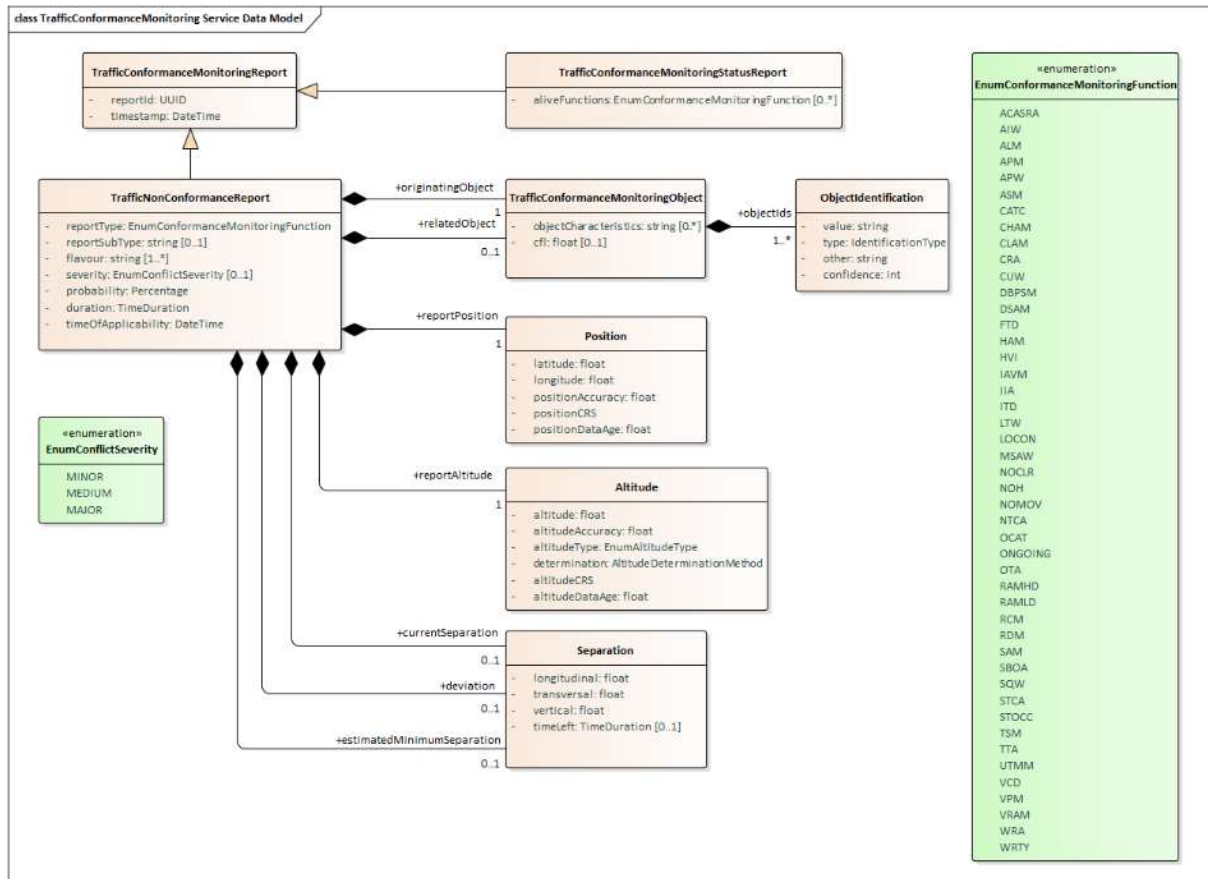 class TrafficConformanceMonitoring Service Data Model
TrafficConformanceMonitoringReport
- reportId: UUID
- timestamp: DateTime
TrafficConformanceMonitoringStatusReport
- aliveFunctions: EnumConformanceMonitoringFunction [0..*]
TrafficNonConformanceReport
- reportType: EnumConformanceMonitoringFunction
- reportSubType: string [0..1]
- flavour: string [1..*]
- severity: EnumConflictSeverity [0..1]
- probability: Percentage
- duration: TimeDuration
- timeOfApplicability: DateTime
+originatingObject
1
+relatedObject
0..1
TrafficConformanceMonitoringObject
- objectCharacteristics: string [0..*]
- cfl: float [0..1]
+objectIds
1..*
ObjectIdentification
- value: string
- type: IdentificationType
- other: string
- confidence: int
+reportPosition
1
Position
- latitude: float
- longitude: float
- positionAccuracy: float
- positionCRS
- positionDataAge: float
«enumeration»
EnumConflictSeverity
MINOR
MEDIUM
MAJOR
+reportAltitude
1
Altitude
- altitude: float
- altitudeAccuracy: float
- altitudeType: EnumAltitudeType
- determination: AltitudeDeterminationMethod
- altitudeCRS
- altitudeDataAge: float
+currentSeparation
0..1
+deviation
0..1
+estimatedMinimumSeparation
0..1
Separation
- longitudinal: float
- transversal: float
- vertical: float
- timeLeft: TimeDuration [0..1]
«enumeration»
EnumConformanceMonitoringFunction
ACASRA
AIW
ALM
APM
APW
ASM
CATC
CHAM
CLAM
CRA
CUW
DBPSM
DSAM
FTD
HAM
HVI
IAVM
IIA
ITD
LTW
LOCON
MSAW
NOCLR
NOH
NOMOV
NTCA
OCAT
ONGOING
OTA
RAMHD
RAMLD
RCM
RDM
SAM
SBOA
SQW
STCA
STOCC
TSM
TTA
UTMM
VCD
VPM
VRAM
WRA
WRTY